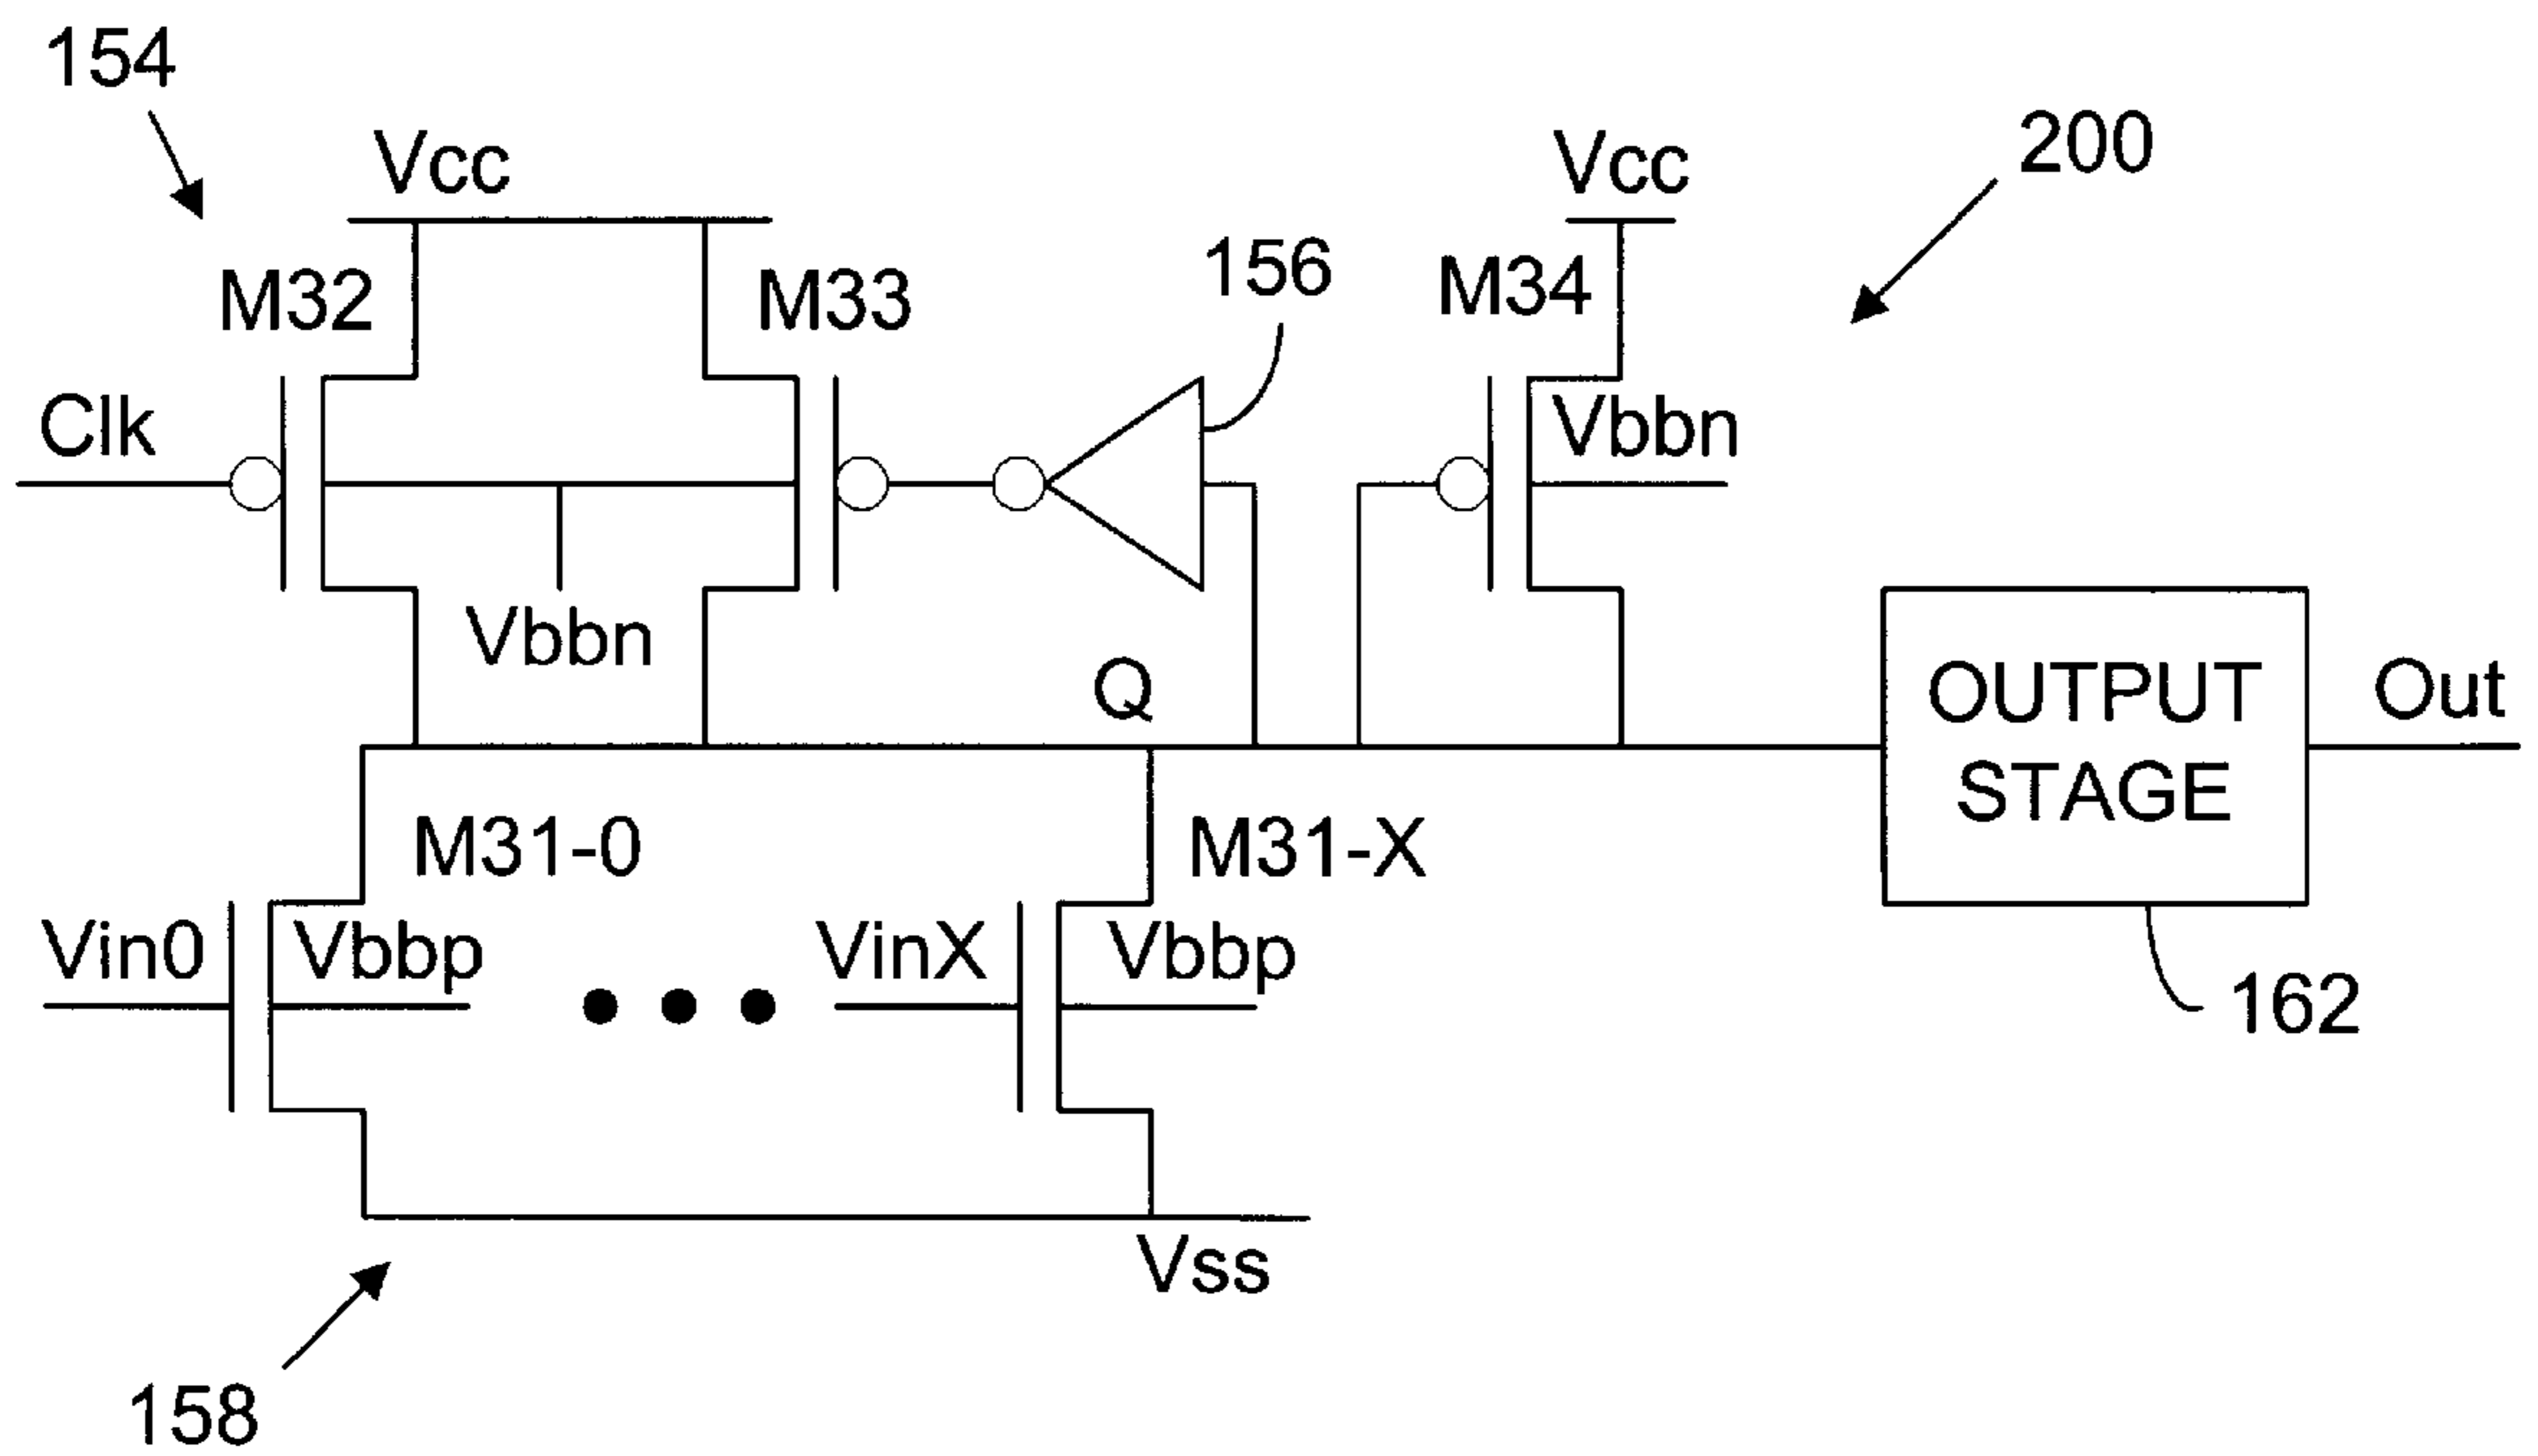 154
Vcc
Vcc
200
M32
M33
156
M34
Clk
Vbbn
Vbbn
Q
OUTPUT
STAGE
Out
M31-0
M31-X
Vin0
Vbbp
VinX
Vbbp
162
Vss
158